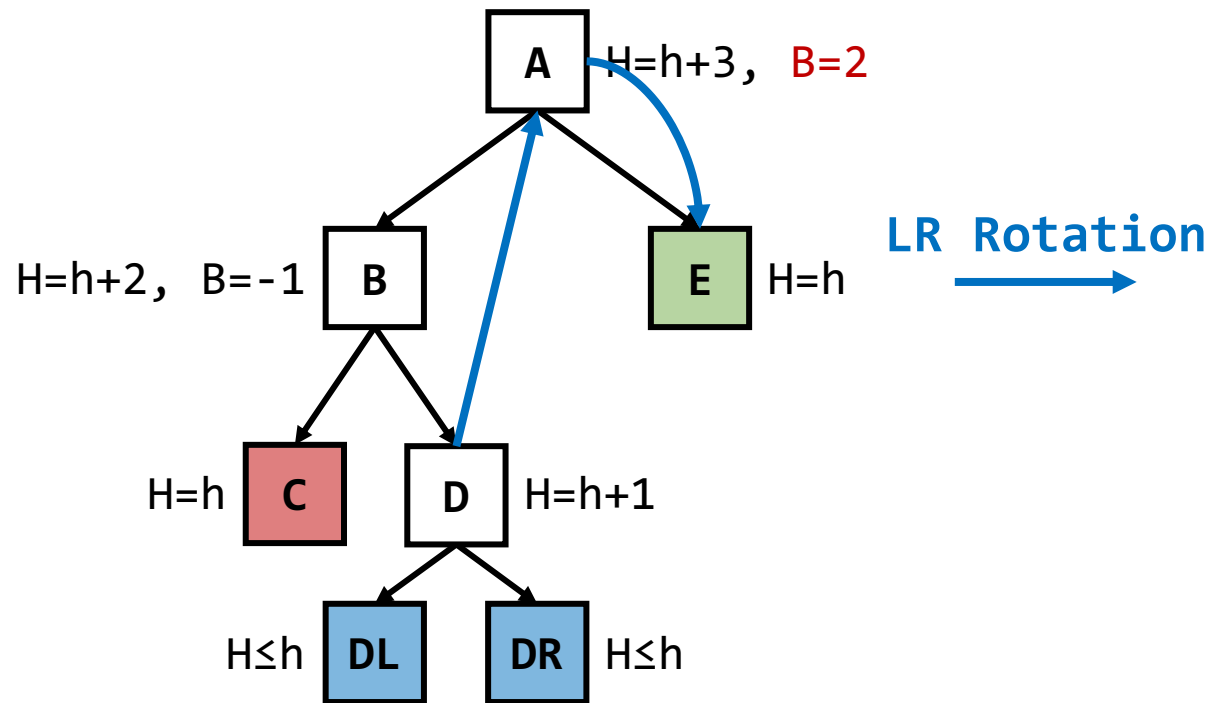 A H=h+3, B=2
LR Rotation
H=h+2, B=-1 B E H=h
H=h C D H=h+1
H≤h DL DR H≤h